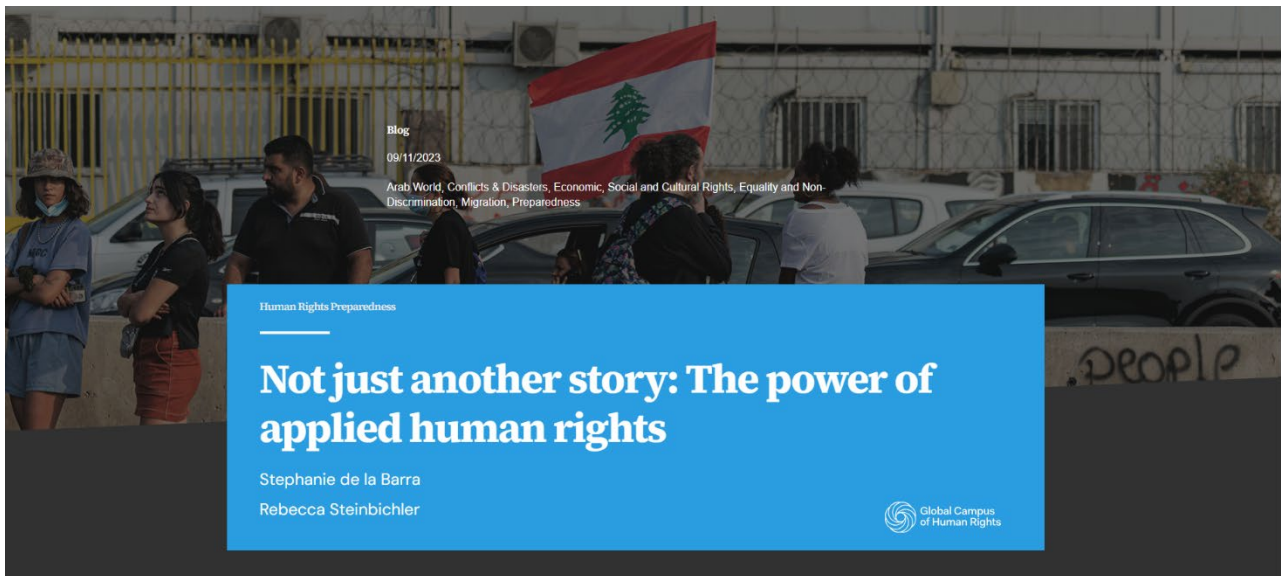 Blog
09/11/2023
Arab World, Conflicts & Disasters, Economic, Social and Cultural Rights, Equality and Non-
Discrimination, Migration, Preparedness
Human Rights Preparedness
Not just another story: The power of
applied human rights
Stephanie de la Barra
Rebecca Steinbichler
Global Campus
of Human Rights
people